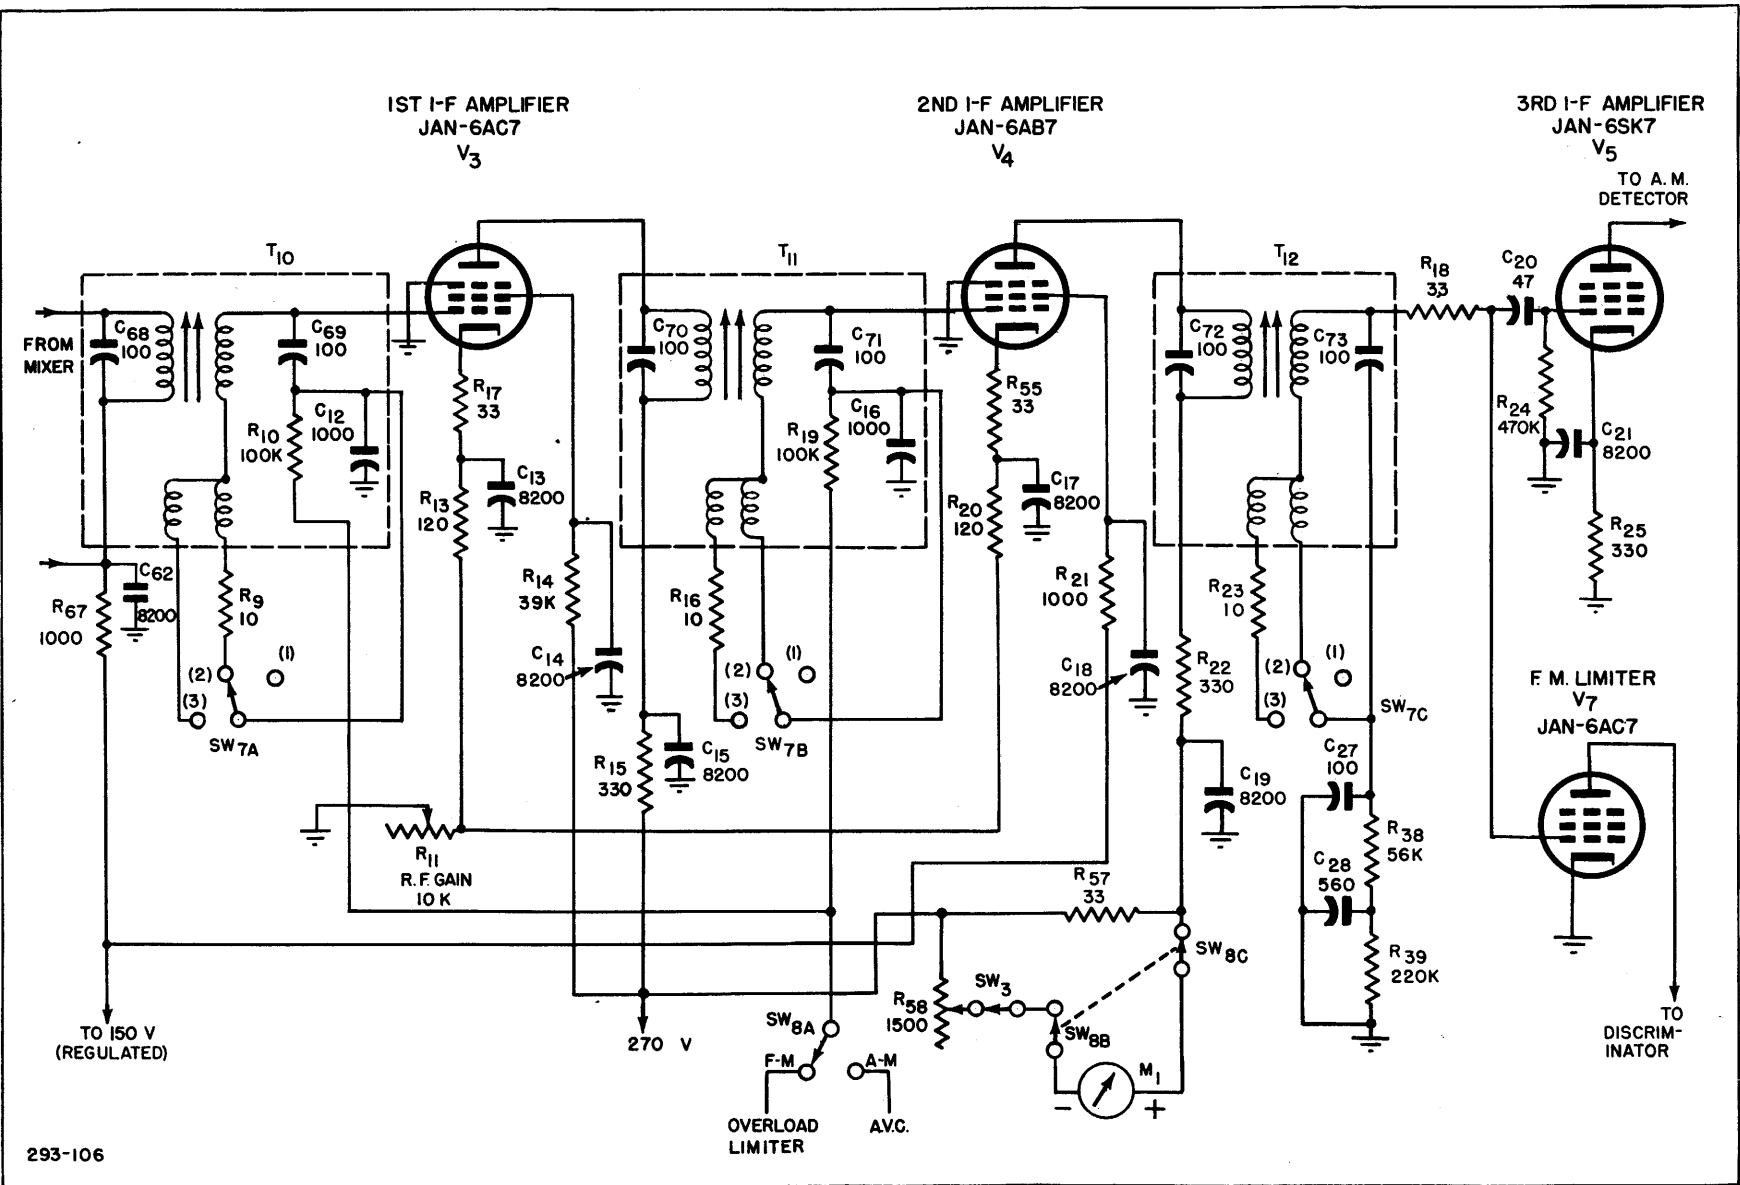 1ST I-F AMPLIFIER
JAN-6AC7
V3
2ND I-F AMPLIFIER
JAN-6AB7
V4
3RD I-F AMPLIFIER
JAN-6SK7
V5
TO A.M.
DETECTOR
T10
T11
T12
FROM
MIXER
C68
100
C69
100
R10
100K
C12
1000
R17
33
C13
8200
R13
120
C62
8200
R67
1000
R9
10
(1)
(2)
(3)
SW7A
R14
39K
C14
8200
C70
100
C71
100
R19
100K
C16
1000
R16
10
(1)
(2)
(3)
SW7B
R15
330
C15
8200
R55
33
C17
8200
R20
120
R21
1000
C18
8200
C72
100
C73
100
R22
330
R23
10
(1)
(2)
(3)
SW7C
C19
8200
R18
33
C20
47
R24
470K
C21
8200
R25
330
F. M. LIMITER
V7
JAN-6AC7
C27
100
R38
56K
C28
560
R39
220K
R11
R.F. GAIN
10K
R57
33
SW8C
R58
1500
SW3
SW8B
M1
-
+
TO 150 V
(REGULATED)
270 V
SW8A
F-M
A-M
OVERLOAD
LIMITER
A.V.C.
TO
DISCRIM-
INATOR
293-106